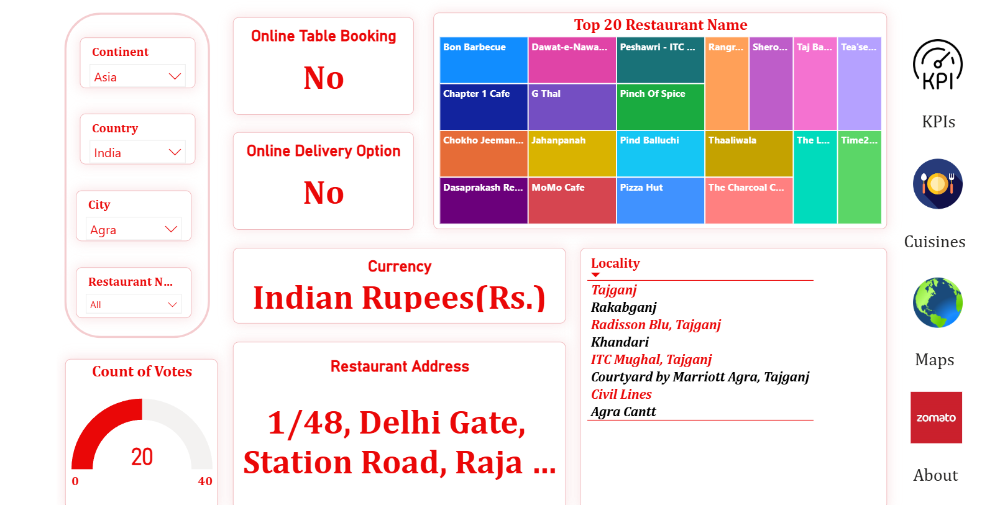 Continent
Asia
Country
India
City
Agra
Restaurant N...
All
Count of Votes
20
0
40
Online Table Booking
No
Online Delivery Option
No
Currency
Indian Rupees(Rs.)
Restaurant Address
1/48, Delhi Gate,
Station Road, Raja ...
Top 20 Restaurant Name
Bon Barbecue
Dawat-e-Nawa...
Peshawri - ITC ...
Rangr...
Shero...
Taj Ba...
Tea'se...
Chapter 1 Cafe
G Thal
Pinch Of Spice
Chokho Jeeman...
Jahanpanah
Pind Balluchi
Thaaliwala
The L...
Time2...
Dasaprakash Re...
MoMo Cafe
Pizza Hut
The Charcoal C...
Locality
Tajganj
Rakabganj
Radisson Blu, Tajganj
Khandari
ITC Mughal, Tajganj
Courtyard by Marriott Agra, Tajganj
Civil Lines
Agra Cantt
KPI
KPIs
Cuisines
Maps
zomato
About